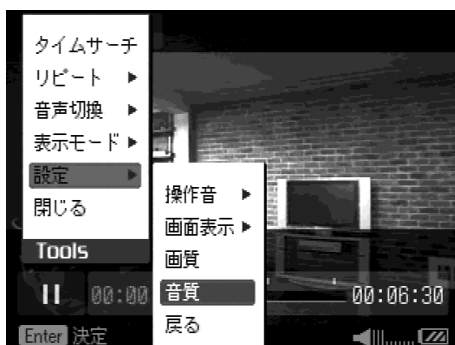 タイムサーチ
リピート
音声切換
表示モード
設定
閉じる
Tools
操作音
画面表示
画質
音質
戻る
00:00
00:06:30
Enter 決定